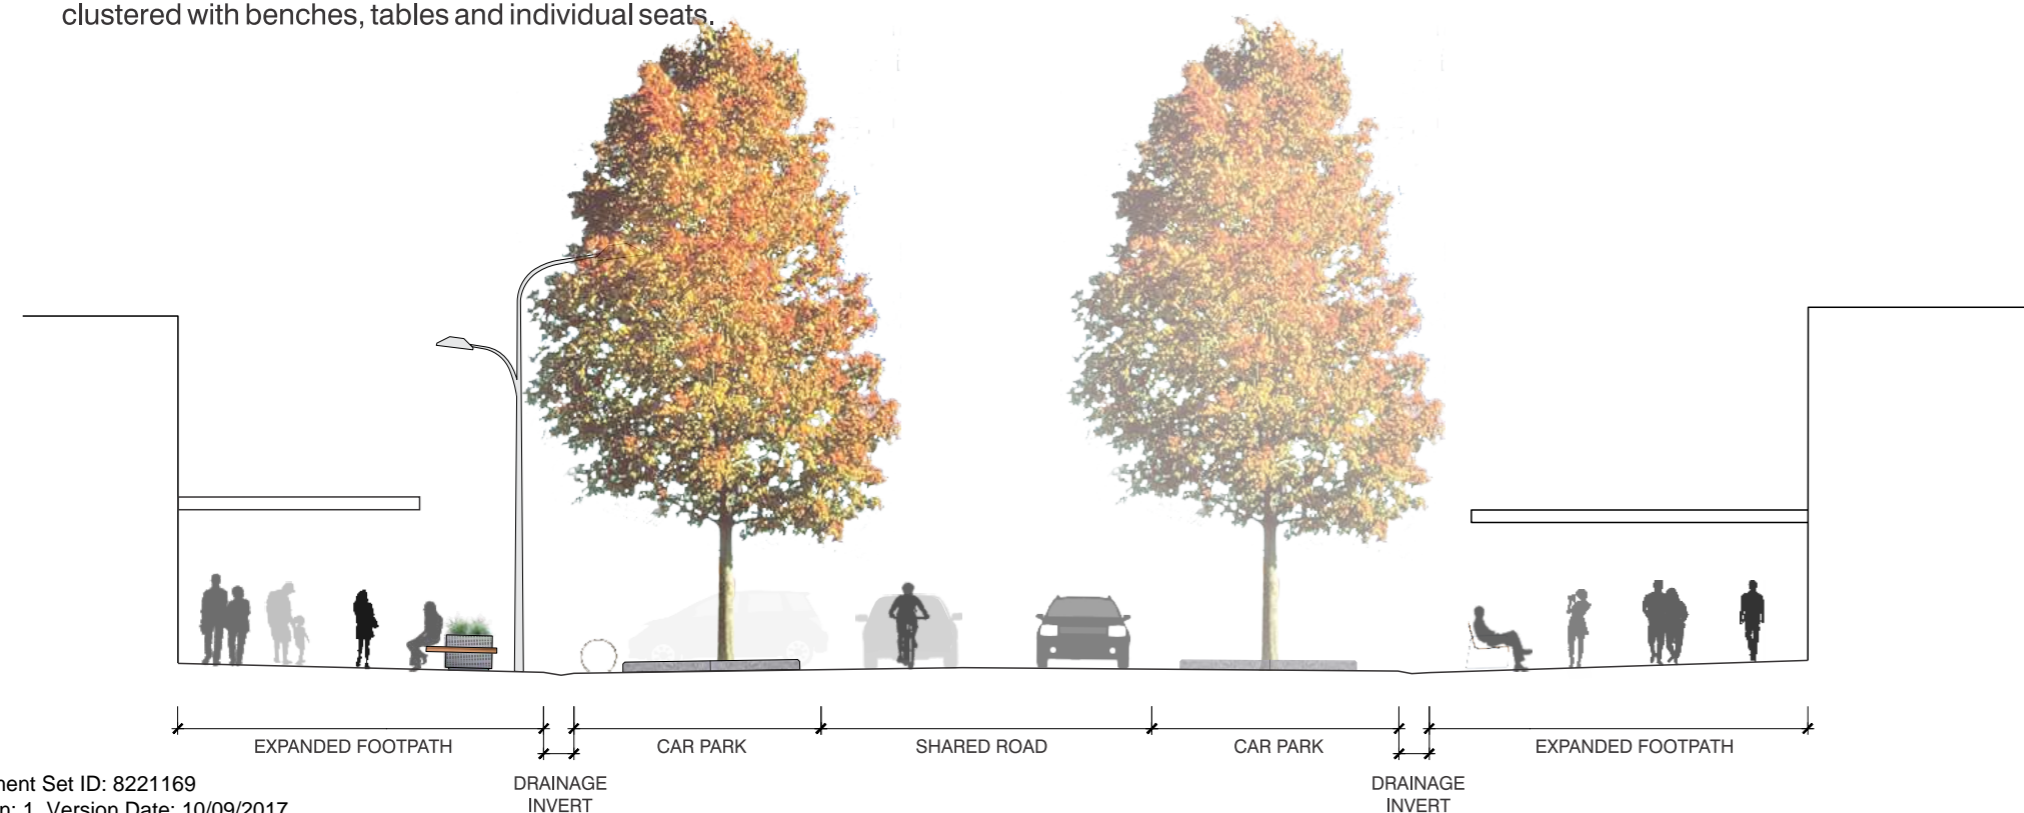 clustered with benches, tables and individual seats.
EXPANDED FOOTPATH
CAR PARK
SHARED ROAD
CAR PARK
EXPANDED FOOTPATH
DRAINAGE
INVERT
DRAINAGE
INVERT
Set ID: 8221169
1, Version Date: 10/09/2017